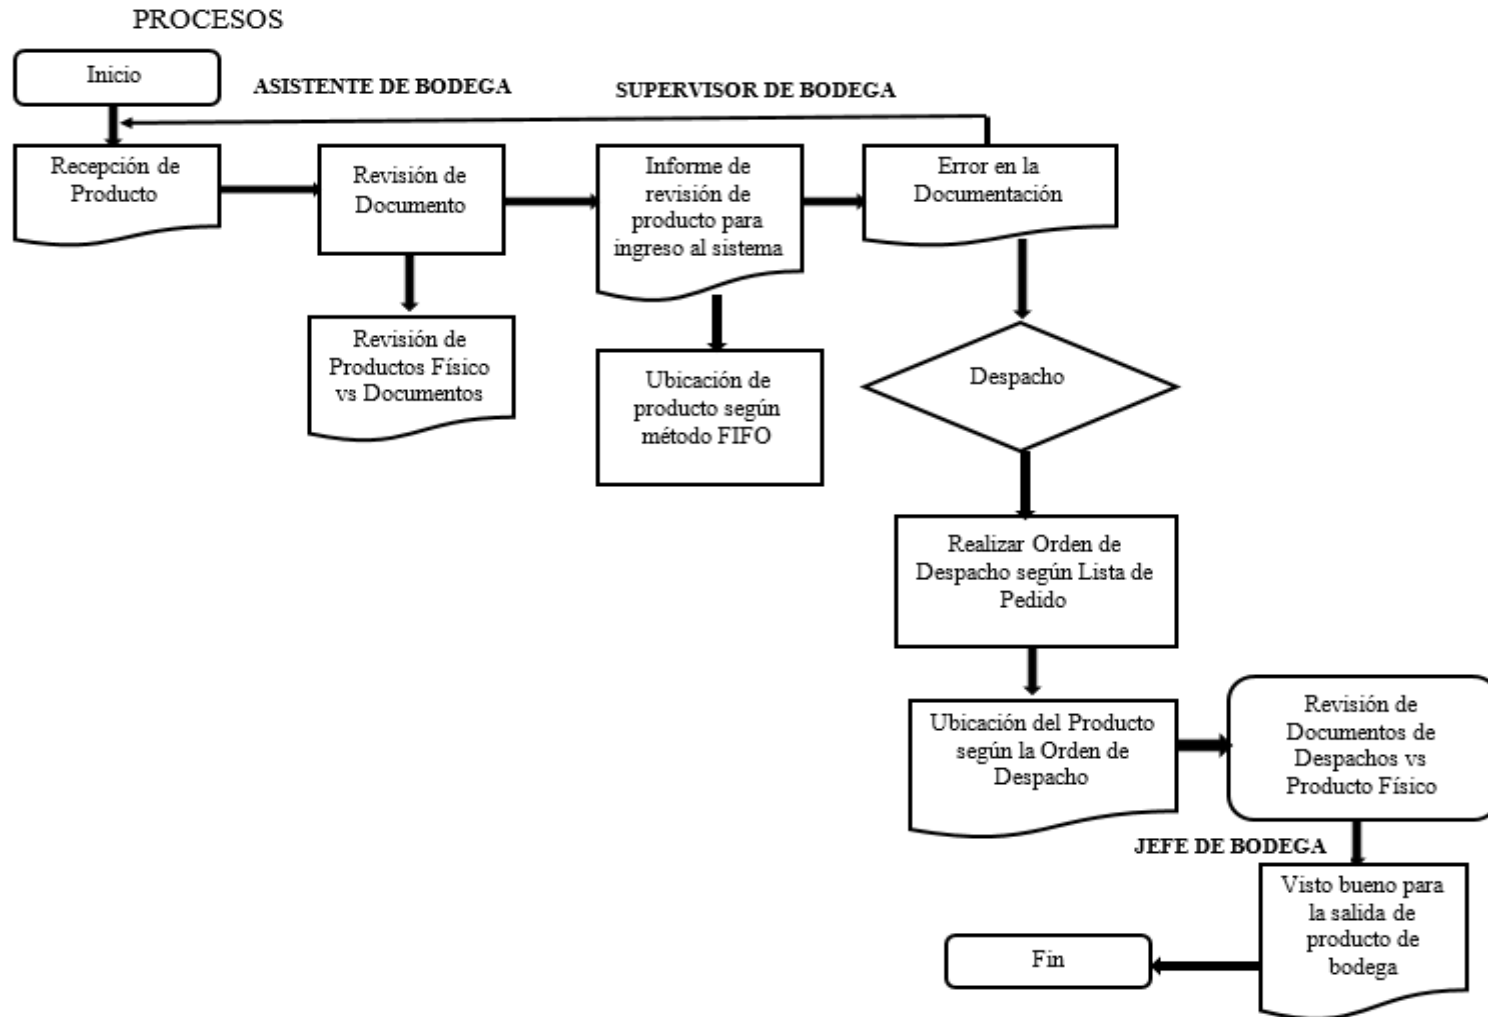 PROCESOS
Inicio
ASISTENTE DE BODEGA
SUPERVISOR DE BODEGA
Recepción de
Producto
Revisión de
Documento
Informe de
revisión de
producto para
ingreso al sistema
Error en la
Documentación
Revisión de
Productos Físico
vs Documentos
Ubicación de
producto según
método FIFO
Despacho
Realizar Orden de
Despacho según Lista de
Pedido
Ubicación del Producto
según la Orden de
Despacho
Revisión de
Documentos de
Despachos vs
Producto Físico
JEFE DE BODEGA
Visto bueno para
la salida de
producto de
bodega
Fin